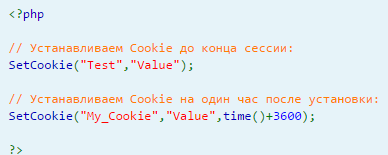 <?php
// Устанавливаем Cookie до конца сессии:
SetCookie("Test","Value");
// Устанавливаем Cookie на один час после установки:
SetCookie("My_Cookie","Value",time()+3600);
?>